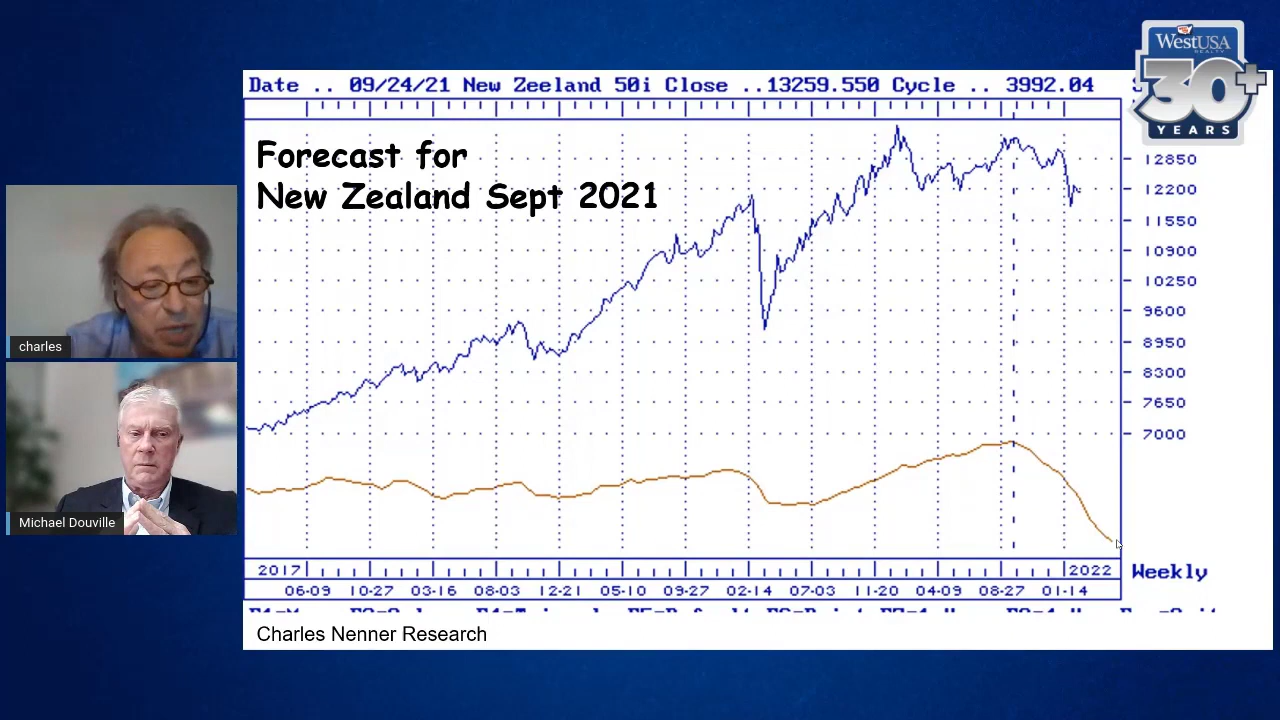 WestUSA
REALTY
30+
YEARS
Date .. 09/24/21 New Zeeland 50i Close ..13259.550 Cycle .. 3992.04
Forecast for
New Zealand Sept 2021
12850
12200
11550
10900
10250
9600
8950
8300
7650
7000
charles
Michael Douville
2017
2022
Weekly
06-09 10-27 03-16 08-03 12-21 05-10 09-27 02-14 07-03 11-20 04-09 08-27 01-14
Charles Nenner Research